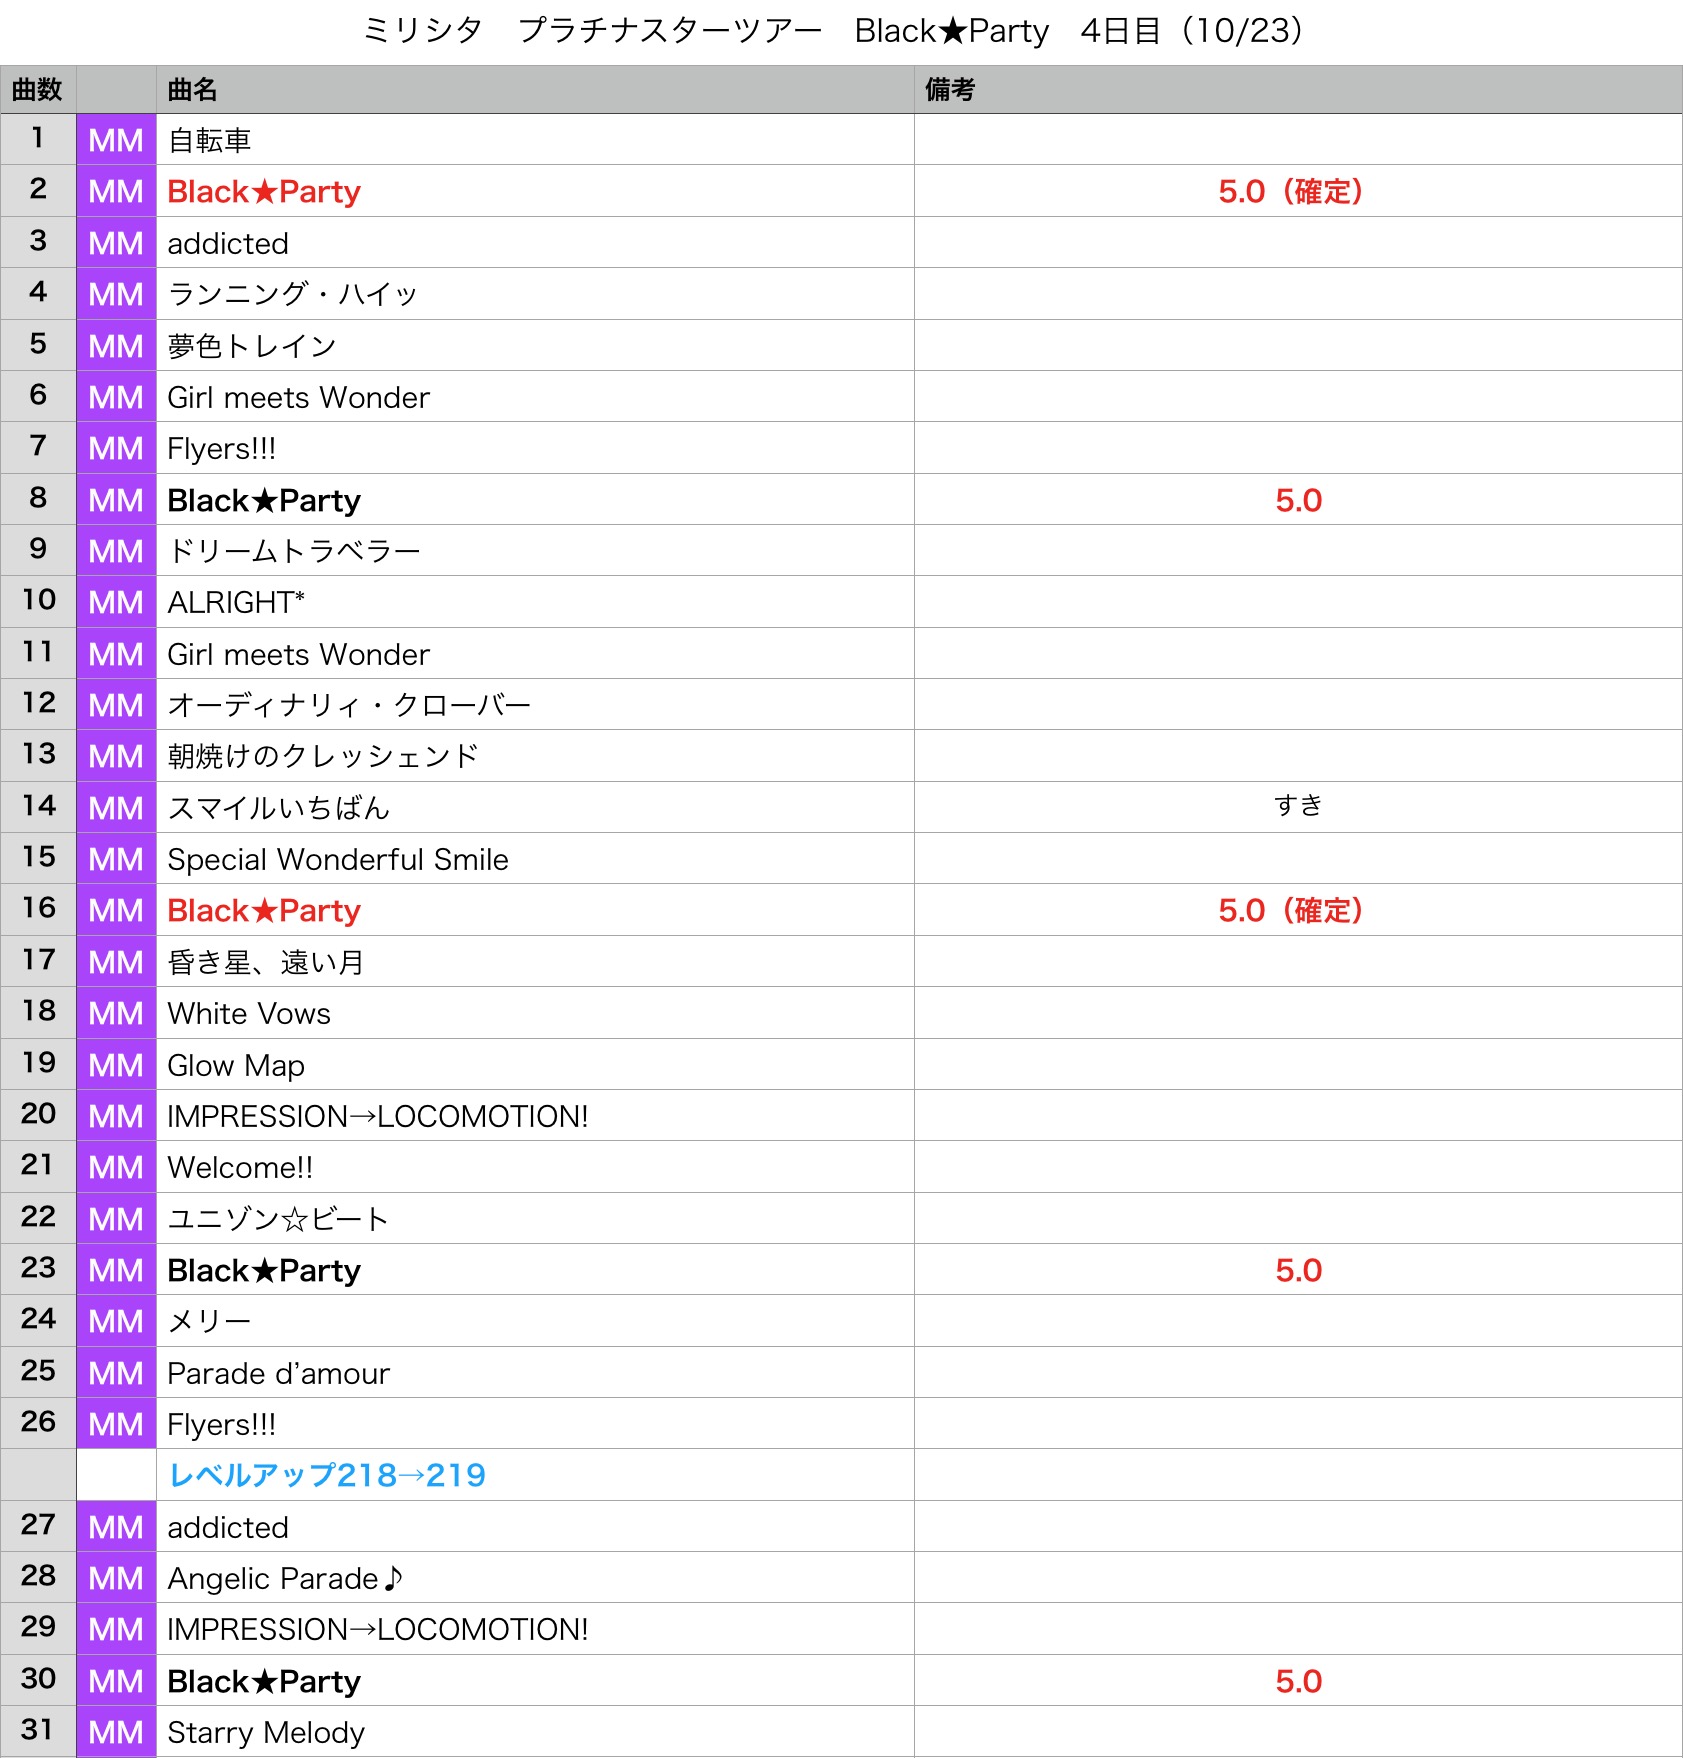 ミリシタ　プラチナスターツアー　Black★Party　4日目（10/23）
曲数 曲名 備考
1 MM 自転車
2 MM Black★Party 5.0（確定）
3 MM addicted
4 MM ランニング・ハイッ
5 MM 夢色トレイン
6 MM Girl meets Wonder
7 MM Flyers!!!
8 MM Black★Party 5.0
9 MM ドリームトラベラー
10 MM ALRIGHT*
11 MM Girl meets Wonder
12 MM オーディナリィ・クローバー
13 MM 朝焼けのクレッシェンド
14 MM スマイルいちばん すき
15 MM Special Wonderful Smile
16 MM Black★Party 5.0（確定）
17 MM 昏き星、遠い月
18 MM White Vows
19 MM Glow Map
20 MM IMPRESSION→LOCOMOTION!
21 MM Welcome!!
22 MM ユニゾン☆ビート
23 MM Black★Party 5.0
24 MM メリー
25 MM Parade d’amour
26 MM Flyers!!!
レベルアップ218→219
27 MM addicted
28 MM Angelic Parade♪
29 MM IMPRESSION→LOCOMOTION!
30 MM Black★Party 5.0
31 MM Starry Melody